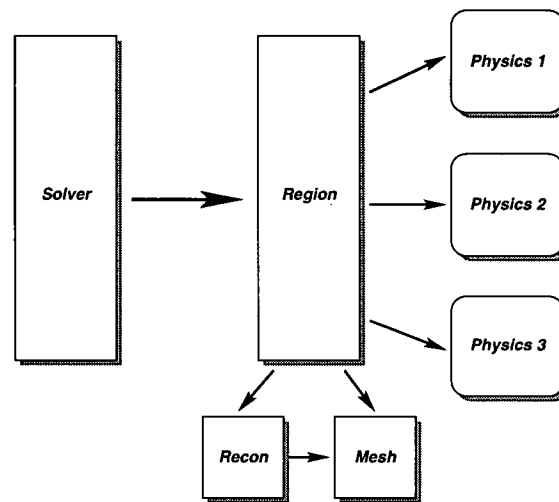 Physics 1
Solver
Region
Physics 2
Physics 3
Recon
Mesh